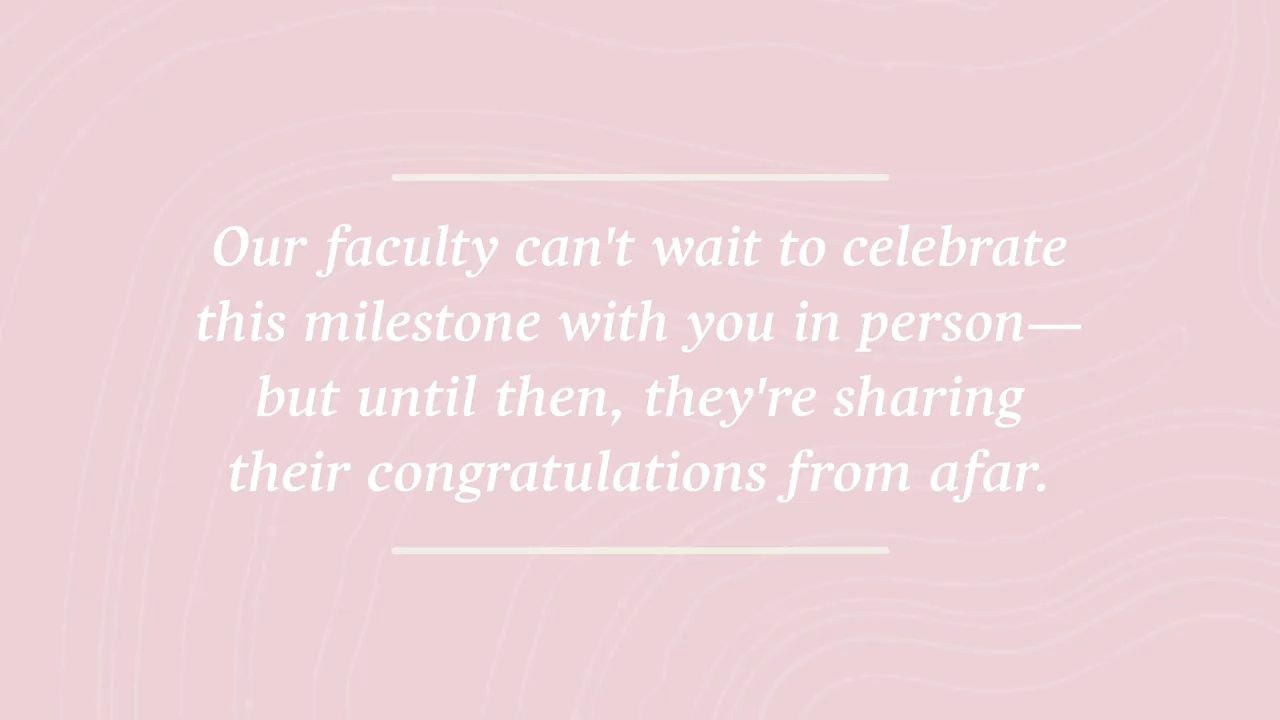 Our faculty can't wait to celebrate
this milestone with you in person—
but until then, they're sharing
their congratulations from afar.